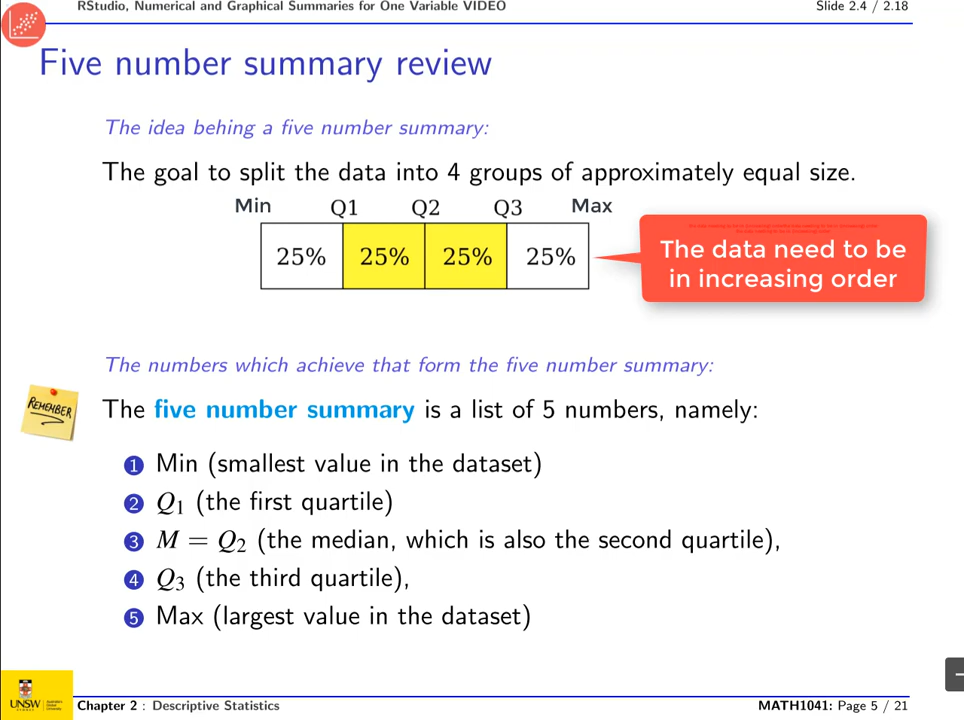 RStudio, Numerical and Graphical Summaries for One Variable VIDEO Slide 2.4 / 2.18
Five number summary review
The idea behing a five number summary:
The goal to split the data into 4 groups of approximately equal size.
Min Q1 Q2 Q3 Max
25% 25% 25% 25%
The data need to be
in increasing order
The numbers which achieve that form the five number summary:
REMEMBER
The five number summary is a list of 5 numbers, namely:
1 Min (smallest value in the dataset)
2 Q1 (the first quartile)
3 M = Q2 (the median, which is also the second quartile),
4 Q3 (the third quartile),
5 Max (largest value in the dataset)
UNSW
Chapter 2 : Descriptive Statistics MATH1041: Page 5 / 21